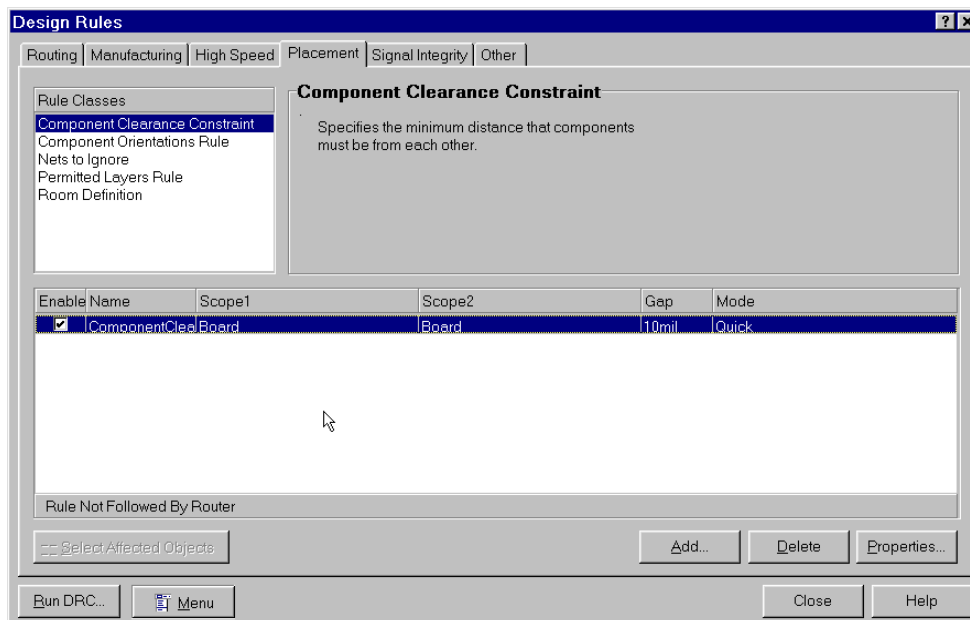 Design Rules
Routing Manufacturing High Speed Placement Signal Integrity Other
Rule Classes
Component Clearance Constraint
Component Orientations Rule
Nets to Ignore
Permitted Layers Rule
Room Definition
Component Clearance Constraint
Specifies the minimum distance that components
must be from each other.
Enable Name Scope1 Scope2 Gap Mode
ComponentClea Board Board 10mil Quick
Rule Not Followed By Router
Select Affected Objects Add... Delete Properties...
Run DRC... Menu Close Help